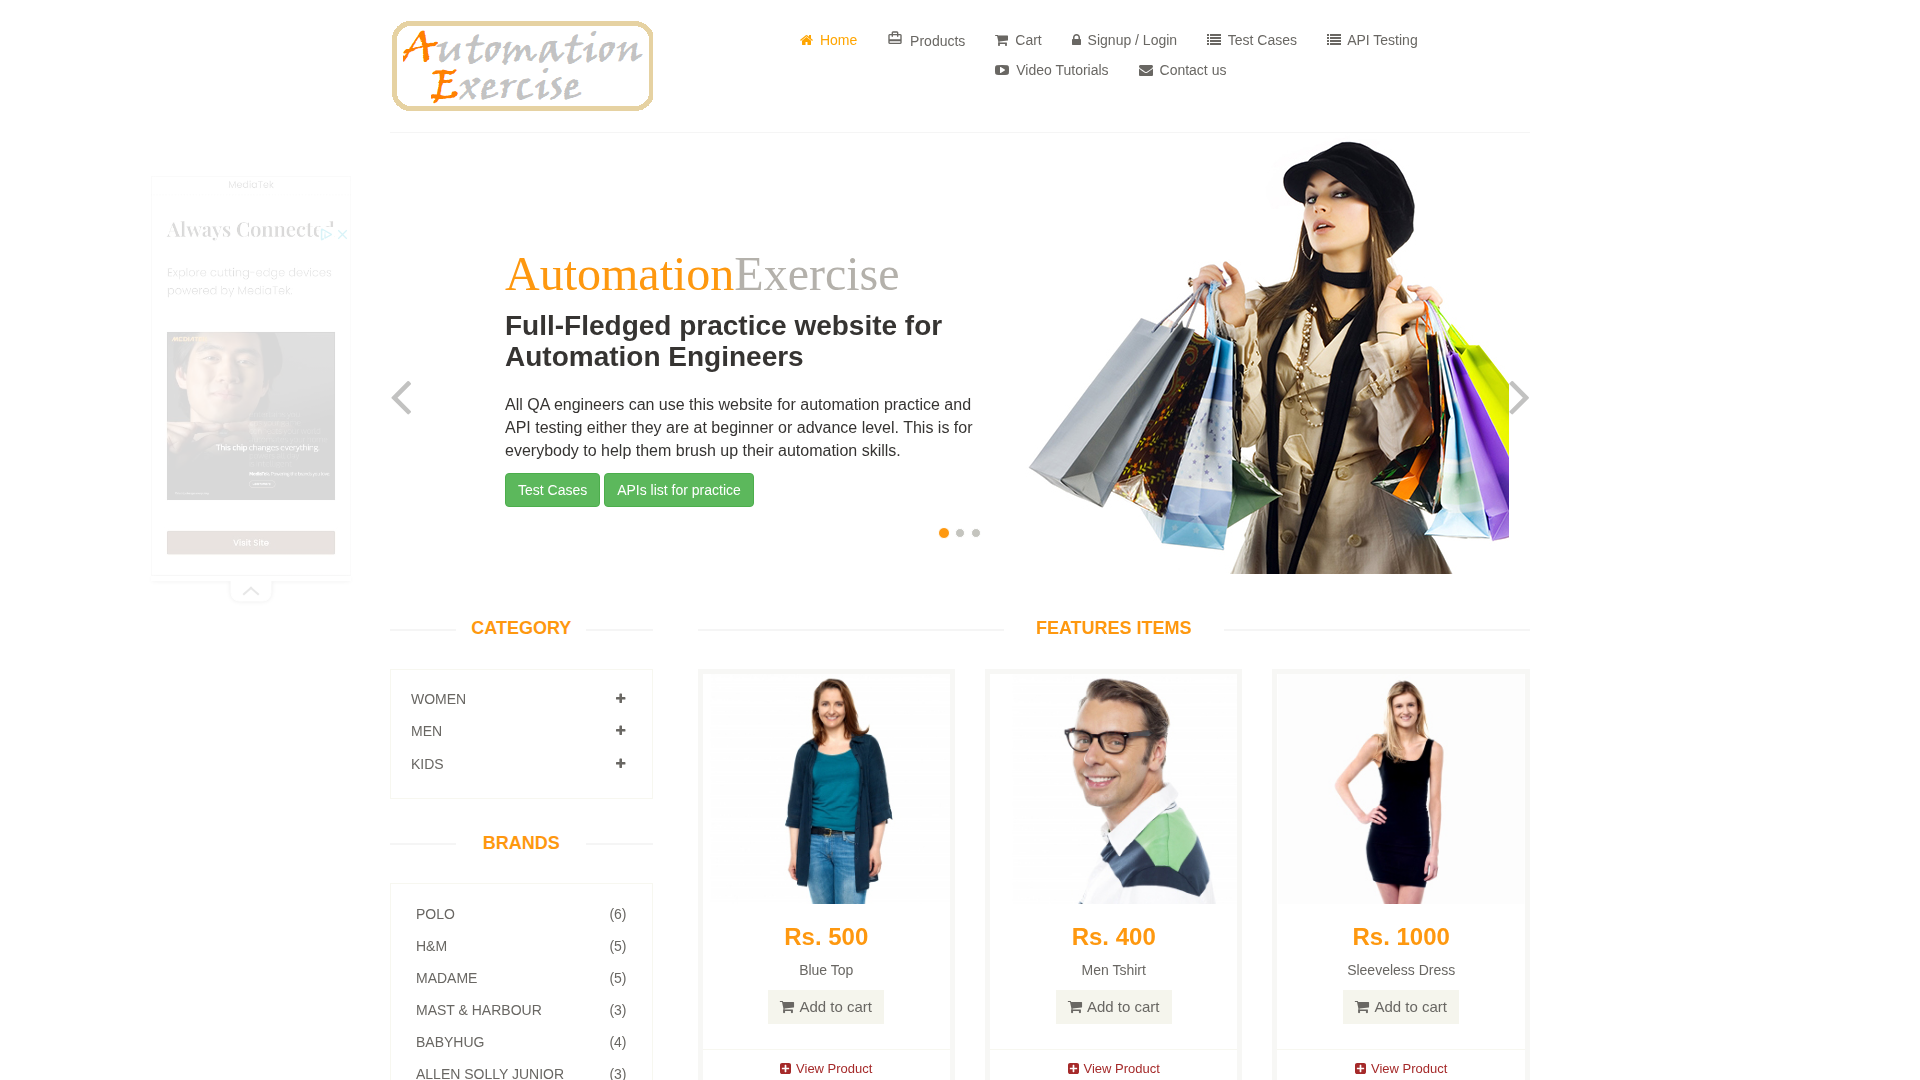 Automation
Exercise
Home
Products
Cart
Signup / Login
Test Cases
API Testing
Video Tutorials
Contact us
MediaTek
Always Connected
Explore cutting-edge devices
powered by MediaTek.
This chip changes everything.
Visit Site
AutomationExercise
Full-Fledged practice website for
Automation Engineers
All QA engineers can use this website for automation practice and
API testing either they are at beginner or advance level. This is for
everybody to help them brush up their automation skills.
Test Cases
APIs list for practice
CATEGORY
WOMEN
MEN
KIDS
BRANDS
POLO (6)
H&M (5)
MADAME (5)
MAST & HARBOUR (3)
BABYHUG (4)
ALLEN SOLLY JUNIOR (3)
FEATURES ITEMS
Rs. 500
Blue Top
Add to cart
View Product
Rs. 400
Men Tshirt
Add to cart
View Product
Rs. 1000
Sleeveless Dress
Add to cart
View Product